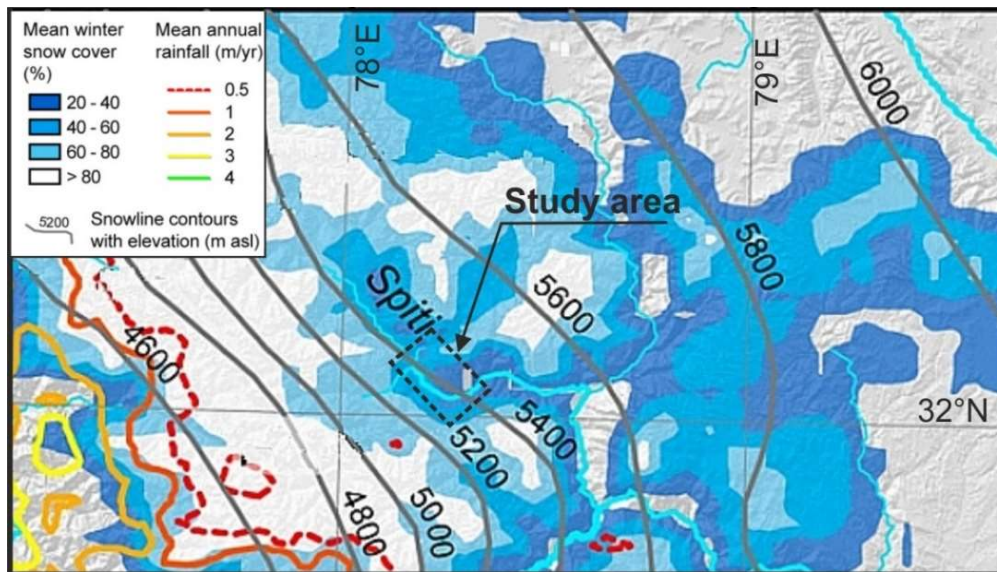 Mean winter
snow cover
(%)
20 - 40
40 - 60
60 - 80
> 80
Mean annual
rainfall (m/yr)
0.5
1
2
3
4
5200
Snowline contours
with elevation (m asl)
78°E
79°E
6000
Study area
Spiti
5800
5600
4600
32°N
5400
5200
5000
4800